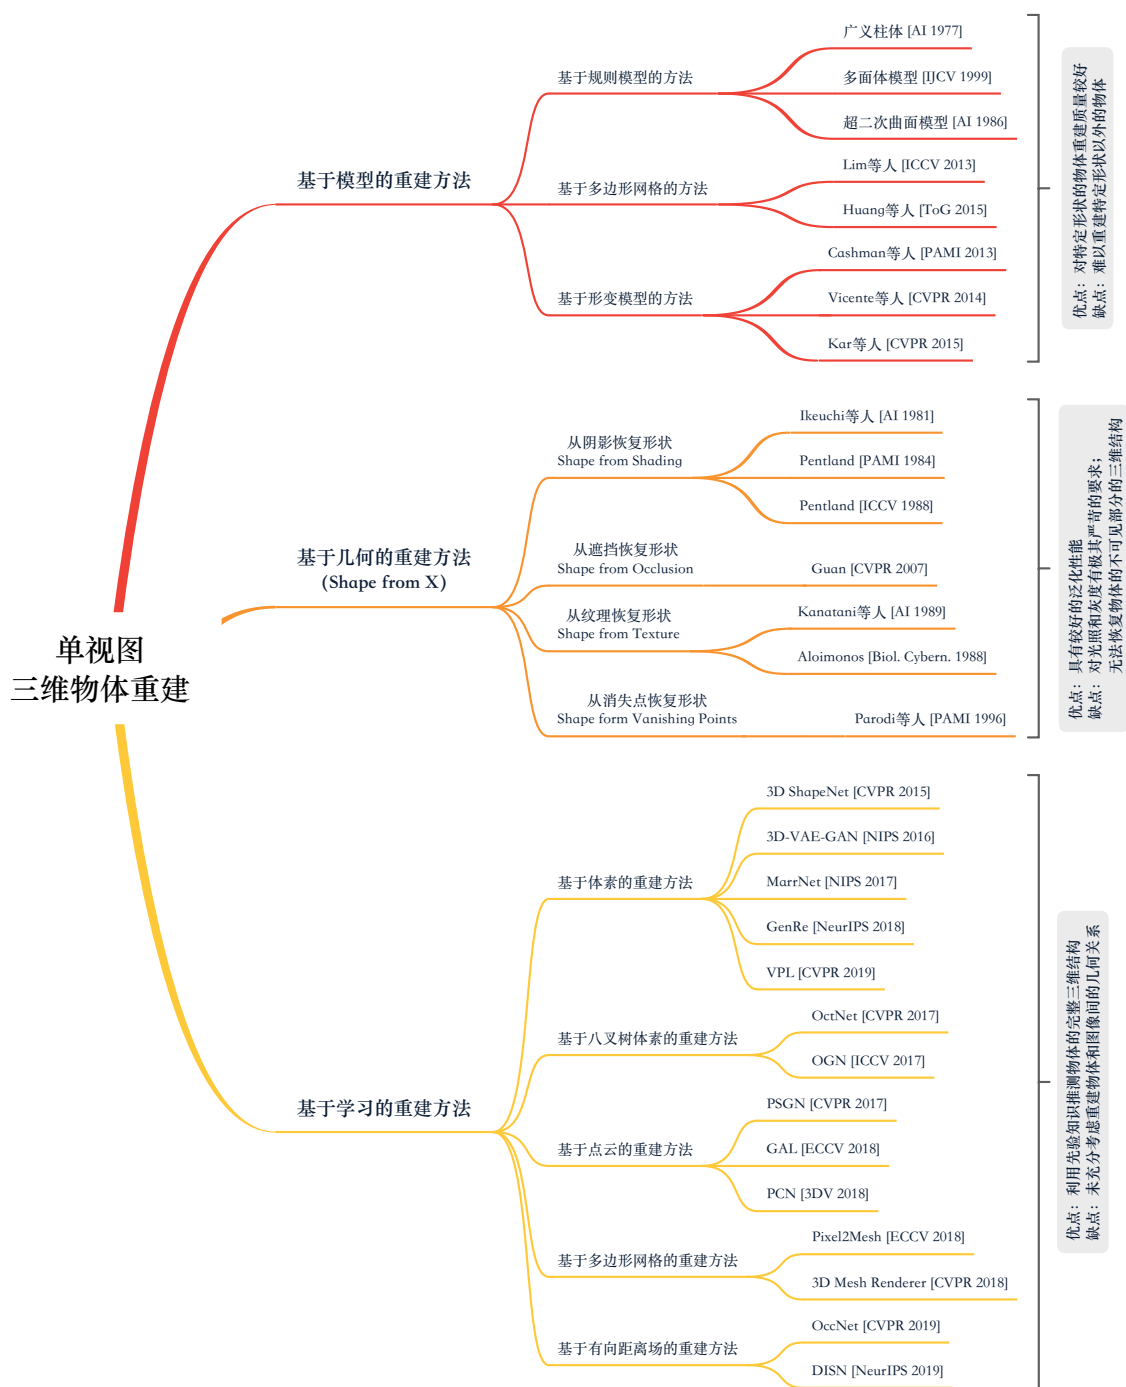 单视图
三维物体重建
基于模型的重建方法
基于规则模型的方法
广义柱体 [AI 1977]
多面体模型 [IJCV 1999]
超二次曲面模型 [AI 1986]
基于多边形网格的方法
Lim等人 [ICCV 2013]
Huang等人 [ToG 2015]
基于形变模型的方法
Cashman等人 [PAMI 2013]
Vicente等人 [CVPR 2014]
Kar等人 [CVPR 2015]
优点：对特定形状的物体重建质量较好
缺点：难以重建特定形状以外的物体
基于几何的重建方法
(Shape from X)
从阴影恢复形状
Shape from Shading
Ikeuchi等人 [AI 1981]
Pentland [PAMI 1984]
Pentland [ICCV 1988]
从遮挡恢复形状
Shape from Occlusion
Guan [CVPR 2007]
从纹理恢复形状
Shape from Texture
Kanatani等人 [AI 1989]
Aloimonos [Biol. Cybern. 1988]
从消失点恢复形状
Shape form Vanishing Points
Parodi等人 [PAMI 1996]
优点：具有较好的泛化性能
缺点：对光照和灰度有极其严苛的要求；
无法恢复物体的不可见部分的三维结构
基于学习的重建方法
基于体素的重建方法
3D ShapeNet [CVPR 2015]
3D-VAE-GAN [NIPS 2016]
MarrNet [NIPS 2017]
GenRe [NeurIPS 2018]
VPL [CVPR 2019]
基于八叉树体素的重建方法
OctNet [CVPR 2017]
OGN [ICCV 2017]
基于点云的重建方法
PSGN [CVPR 2017]
GAL [ECCV 2018]
PCN [3DV 2018]
基于多边形网格的重建方法
Pixel2Mesh [ECCV 2018]
3D Mesh Renderer [CVPR 2018]
基于有向距离场的重建方法
OccNet [CVPR 2019]
DISN [NeurIPS 2019]
优点：利用先验知识推测物体的完整三维结构
缺点：未充分考虑重建物体和图像间的几何关系